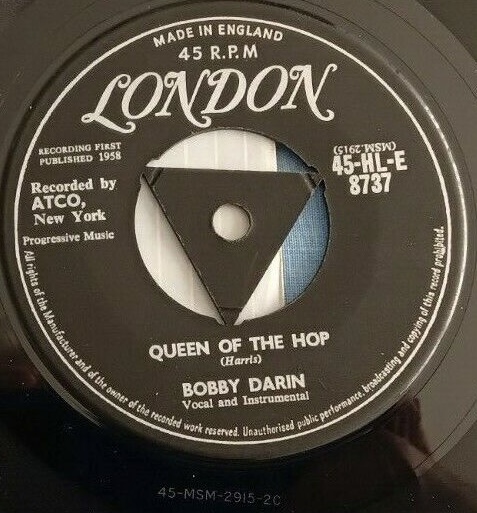 MADE IN ENGLAND
45 R.P.M
LONDON
RECORDING FIRST
PUBLISHED 1958
(MSM.2915)
45-HL-E
8737
Recorded by
ATCO,
New York
Progressive Music
QUEEN OF THE HOP
(Harris)
BOBBY DARIN
Vocal and Instrumental
All rights of the Manufacturer and of the owner of the recorded work reserved. Unauthorised public performance, broadcasting and copying of this record prohibited.
45-MSM-2915-2C